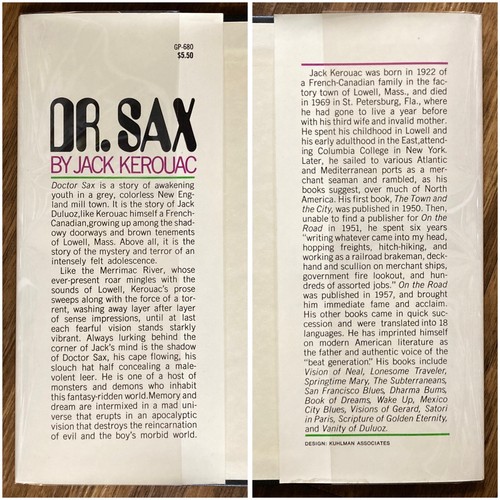 GP-680
$5.50
DR. SAX
BY JACK KEROUAC
Doctor Sax is a story of awakening
youth in a grey, colorless New Eng-
land mill town. It is the story of Jack
Duluoz, like Kerouac himself a French-
Canadian, growing up among the shad-
owy doorways and brown tenements
of Lowell, Mass. Above all, it is the
story of the mystery and terror of an
intensely felt adolescence.
Like the Merrimac River, whose
ever-present roar mingles with the
sounds of Lowell, Kerouac's prose
sweeps along with the force of a tor-
rent, washing away layer after layer
of sense impressions, until at last
each fearful vision stands starkly
vibrant. Always lurking behind the
corner of Jack's mind is the shadow
of Doctor Sax, his cape flowing, his
slouch hat half concealing a male-
volent leer. He is one of a host of
monsters and demons who inhabit
this fantasy-ridden world. Memory and
dream are intermixed in a mad uni-
verse that erupts in an apocalyptic
vision that destroys the reincarnation
of evil and the boy's morbid world.
Jack Kerouac was born in 1922 of
a French-Canadian family in the fac-
tory town of Lowell, Mass., and died
in 1969 in St. Petersburg, Fla., where
he had gone to live a year before
with his third wife and invalid mother.
He spent his childhood in Lowell and
his early adulthood in the East, attend-
ing Columbia College in New York.
Later, he sailed to various Atlantic
and Mediterranean ports as a mer-
chant seaman and rambled, as his
books suggest, over much of North
America. His first book, The Town and
the City, was published in 1950. Then,
unable to find a publisher for On the
Road in 1951, he spent six years
"writing whatever came into my head,
hopping freights, hitch-hiking, and
working as a railroad brakeman, deck-
hand and scullion on merchant ships,
government fire lookout, and hun-
dreds of assorted jobs." On the Road
was published in 1957, and brought
him immediate fame and acclaim.
His other books came in quick suc-
cession and were translated into 18
languages. He has imprinted himself
on modern American literature as
the father and authentic voice of the
"beat generation." His books include
Vision of Neal, Lonesome Traveler,
Springtime Mary, The Subterraneans,
San Francisco Blues, Dharma Bums,
Book of Dreams, Wake Up, Mexico
City Blues, Visions of Gerard, Satori
in Paris, Scripture of Golden Eternity,
and Vanity of Duluoz.
DESIGN: KUHLMAN ASSOCIATES